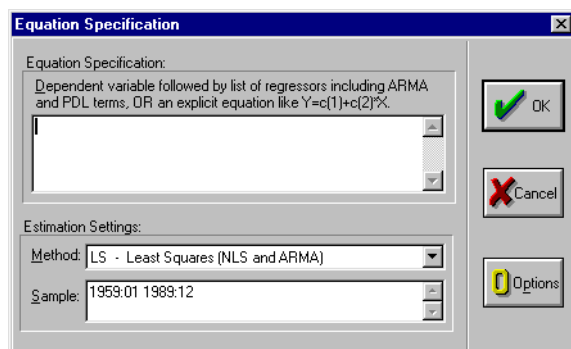 Equation Specification
Equation Specification:
Dependent variable followed by list of regressors including ARMA
and PDL terms, OR an explicit equation like Y=c(1)+c(2)*X.
OK
Cancel
Estimation Settings:
Method: LS - Least Squares (NLS and ARMA)
Sample: 1959:01 1989:12
Options